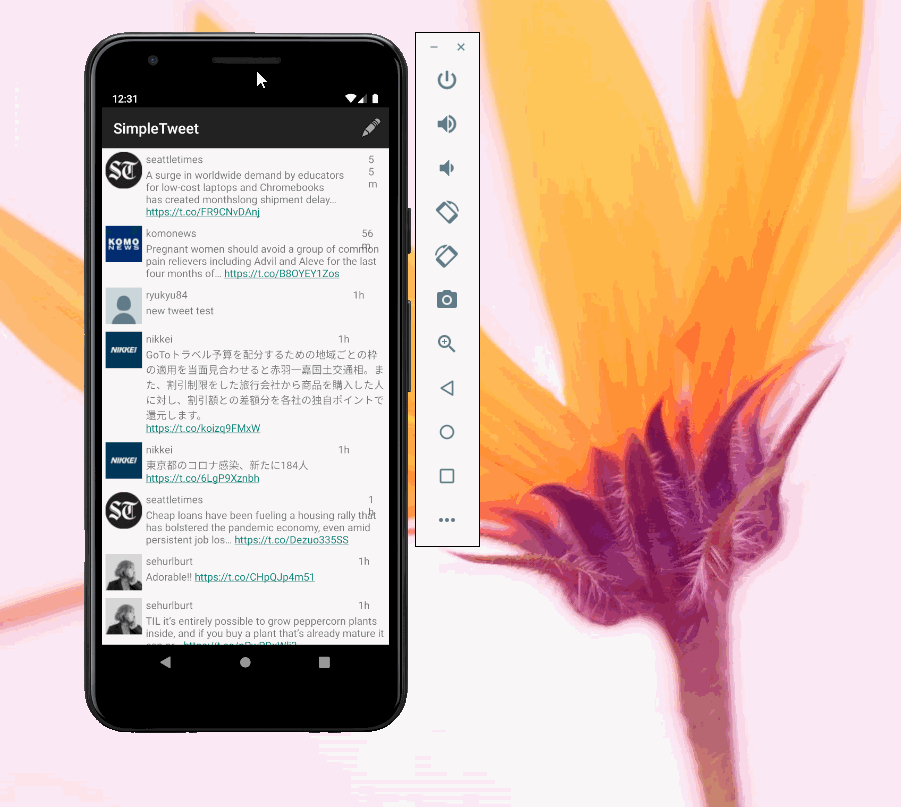 12:31
SimpleTweet
seattletimes
5
5
m
A surge in worldwide demand by educators
for low-cost laptops and Chromebooks
has created monthslong shipment delay…
https://t.co/FR9CNvDAnj
KOMO
NEWS
komonews
56
m
Pregnant women should avoid a group of common
pain relievers including Advil and Aleve for the last
four months of… https://t.co/B8OYEY1Zos
ryukyu84
1h
new tweet test
NIKKEI
nikkei
1h
GoToトラベル予算を配分するための地域ごとの枠
の適用を当面見合わせると赤羽一嘉国土交通相。ま
た、割引制限をした旅行会社から商品を購入した人
に対し、割引額との差額分を各社の独自ポイントで
還元します。
https://t.co/koizq9FMxW
NIKKEI
nikkei
1h
東京都のコロナ感染、新たに184人
https://t.co/6LgP9Xznbh
seattletimes
1
h
Cheap loans have been fueling a housing rally that
has bolstered the pandemic economy, even amid
persistent job los… https://t.co/Dezuo335SS
sehurlburt
1h
Adorable!! https://t.co/CHpQJp4m51
sehurlburt
1h
TIL it's entirely possible to grow peppercorn plants
inside, and if you buy a plant that's already mature it